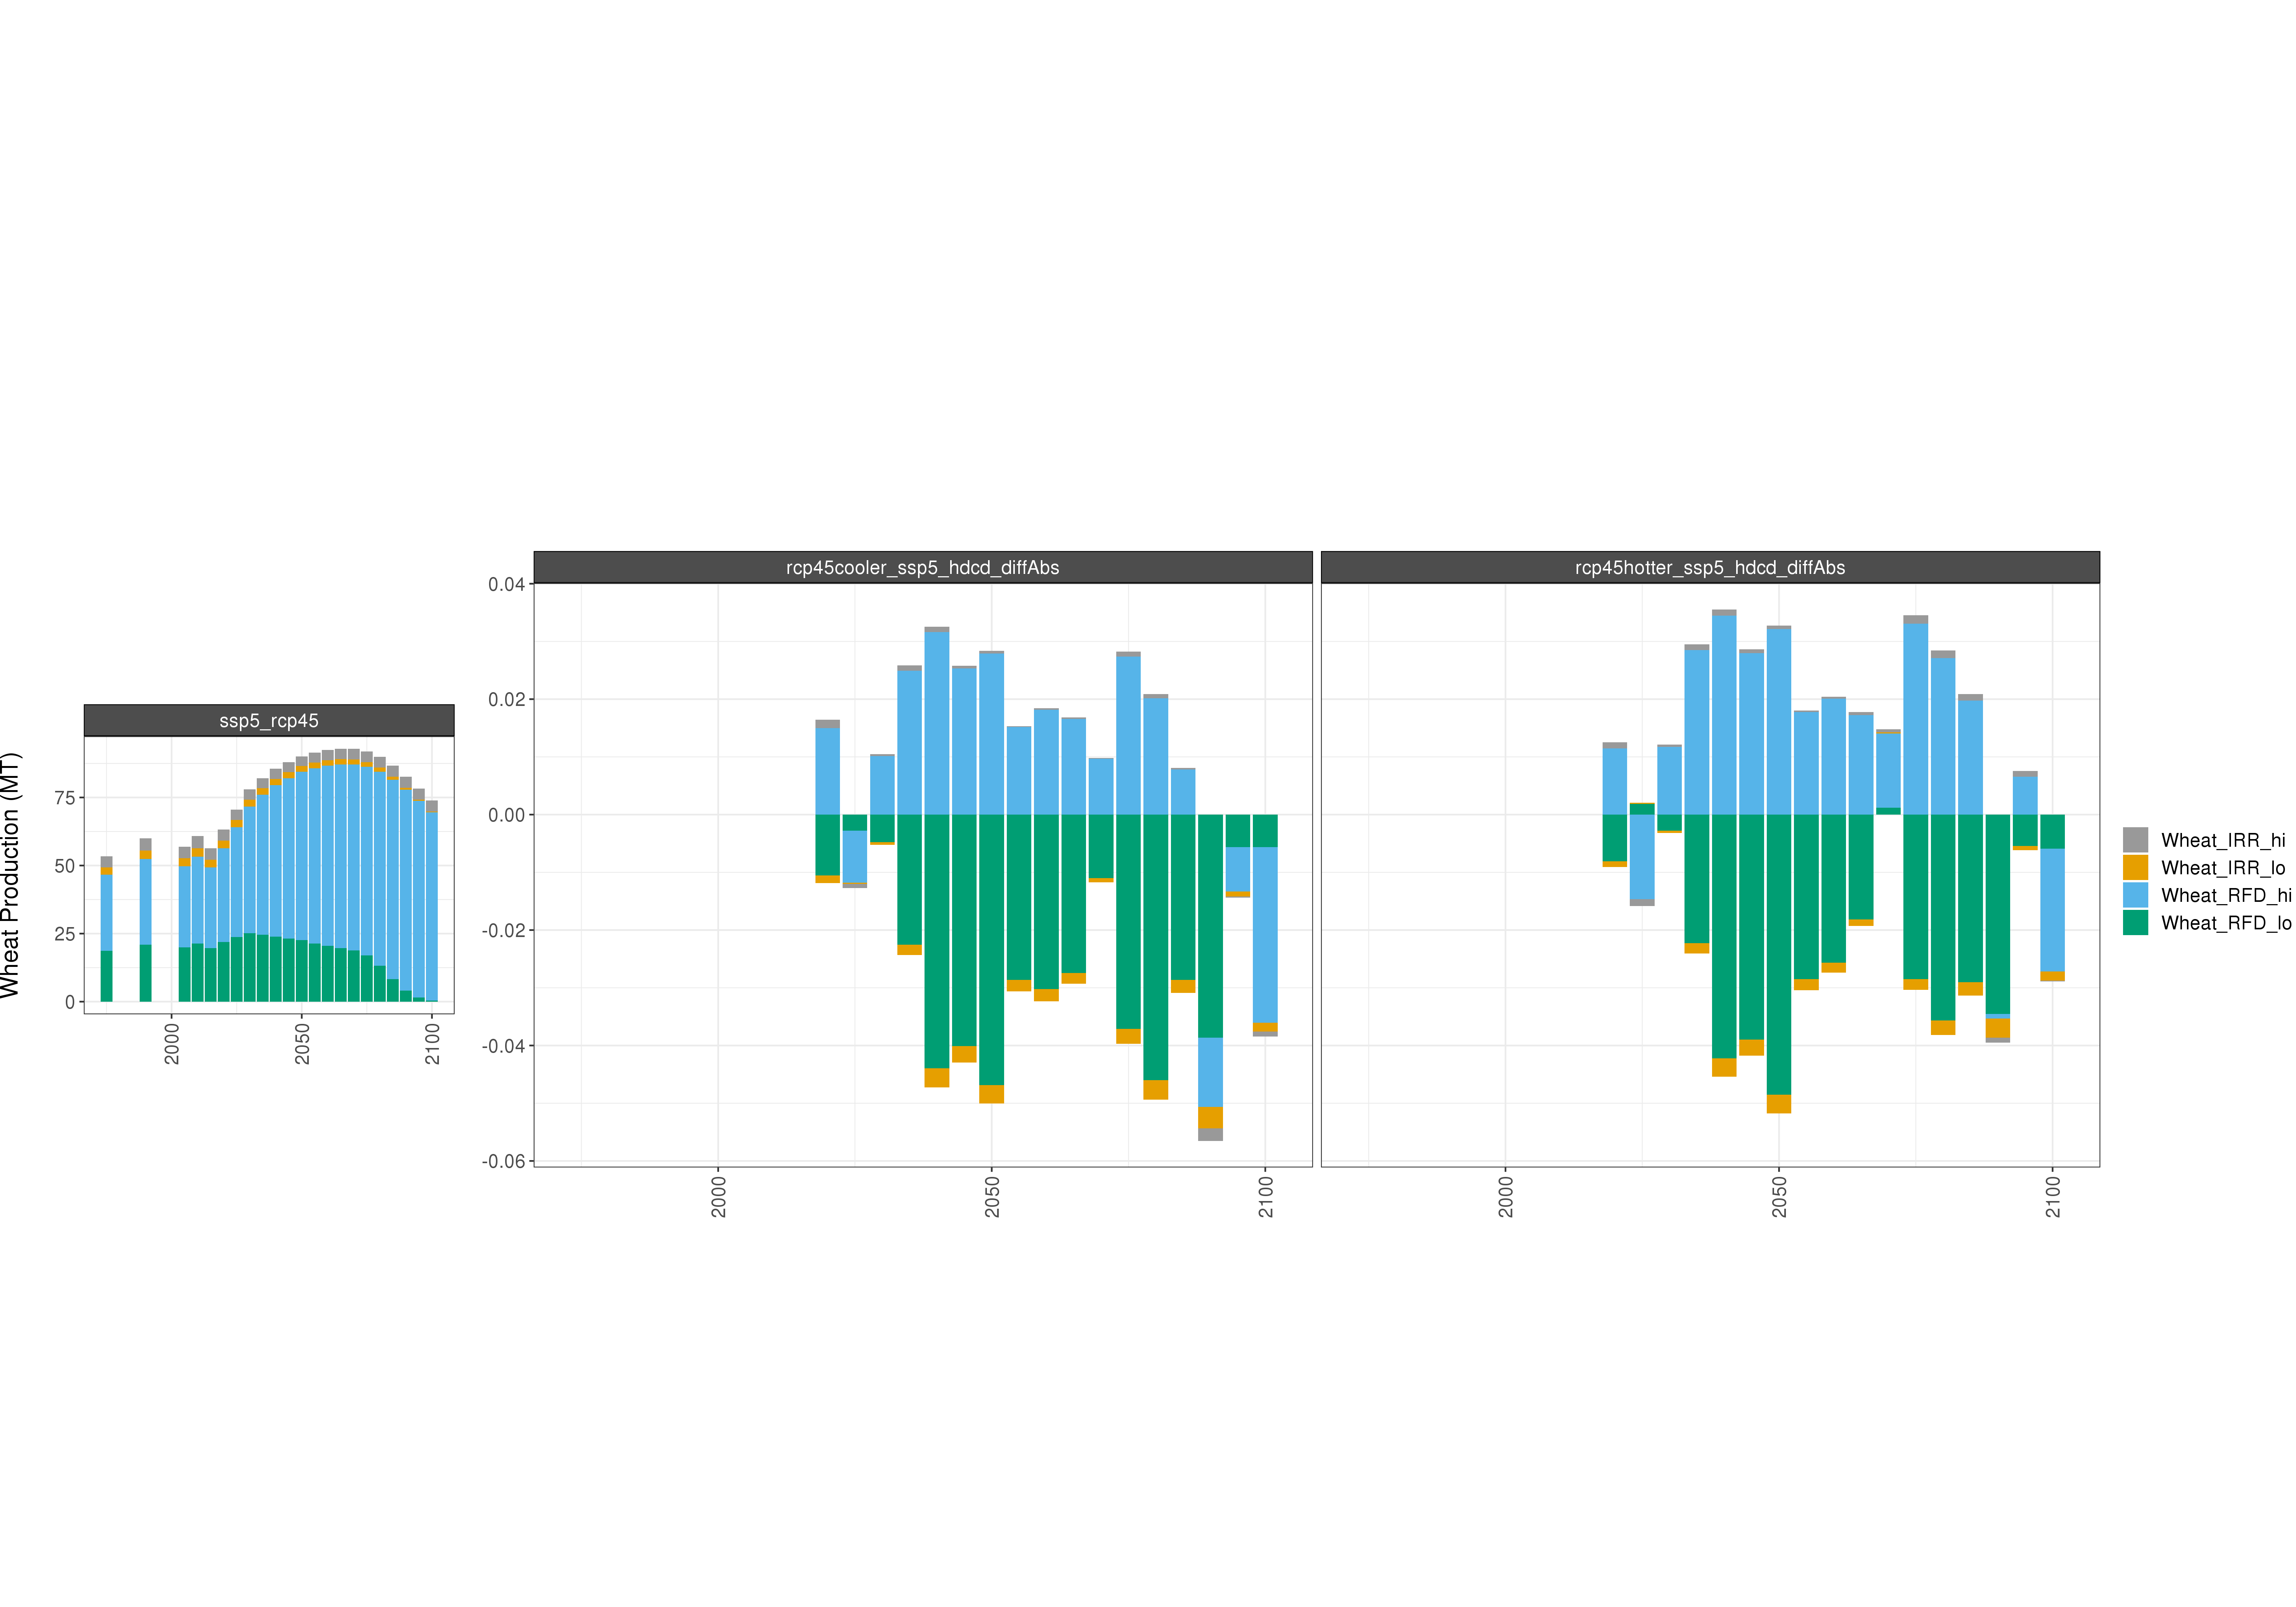 Wheat Production (MT)
ssp5_rcp45
75
50
25
0
2000
2050
2100
rcp45cooler_ssp5_hdcd_diffAbs
rcp45hotter_ssp5_hdcd_diffAbs
0.04
0.02
0.00
-0.02
-0.04
-0.06
2000
2050
2100
2000
2050
2100
Wheat_IRR_hi
Wheat_IRR_lo
Wheat_RFD_hi
Wheat_RFD_lo